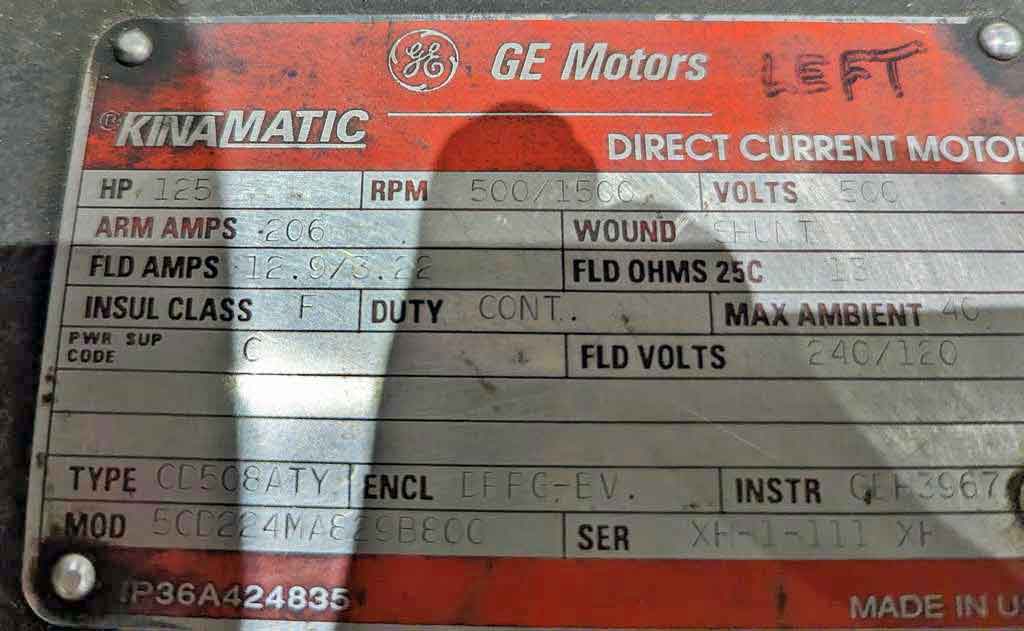 GE GE Motors LEFT
KINAMATIC
DIRECT CURRENT MOTO
HP 125 RPM 500/1500 VOLTS 500
ARM AMPS 206 WOUND SHUNT
FLD AMPS 12.9/3.22 FLD OHMS 25C 13
INSUL CLASS F DUTY CONT. MAX AMBIENT 40
PWR SUP CODE C FLD VOLTS 240/120
TYPE CD508ATY ENCL DFFC-EV. INSTR GEH3967
MOD SER XH-1-111 XH
P36A424835 MADE IN U